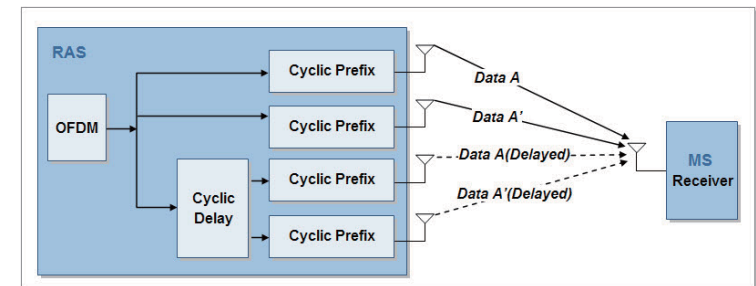 RAS
OFDM
Cyclic Prefix
Cyclic Prefix
Cyclic Delay
Cyclic Prefix
Cyclic Prefix
Data A
Data A'
Data A(Delayed)
Data A'(Delayed)
MS
Receiver